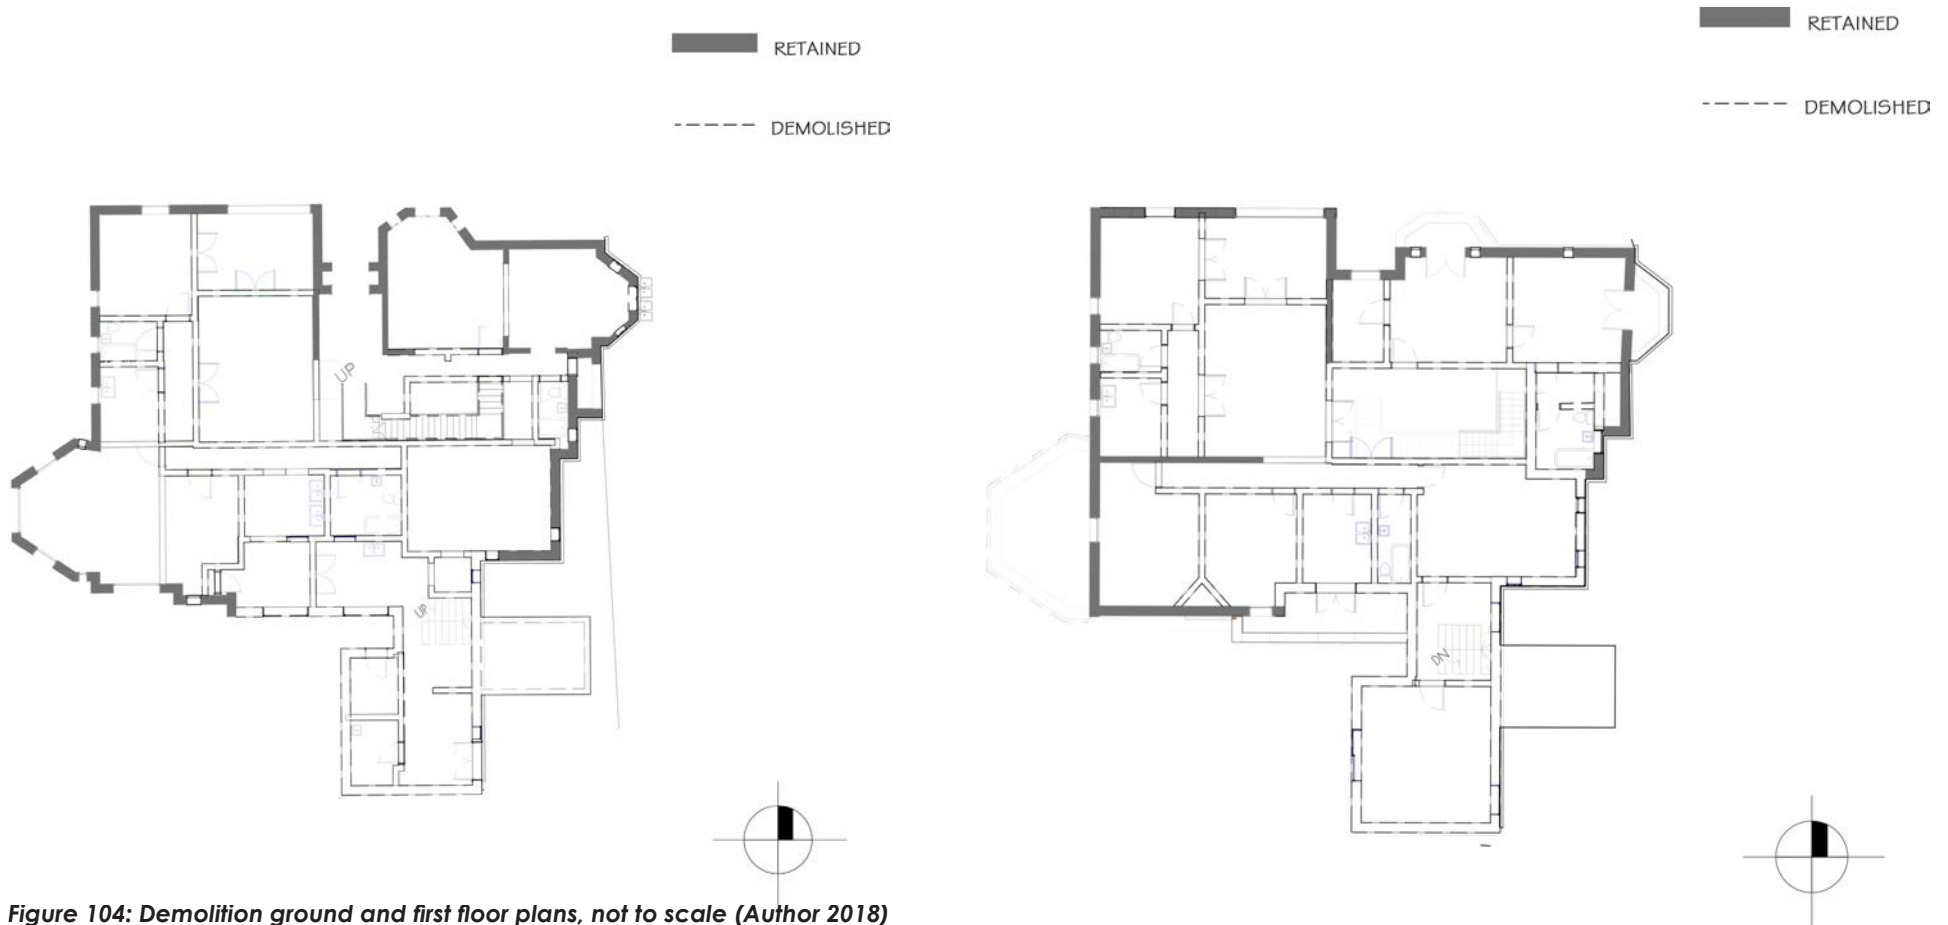 RETAINED
DEMOLISHED
UP
UP
RETAINED
DEMOLISHED
DN
Figure 104: Demolition ground and first floor plans, not to scale (Author 2018)